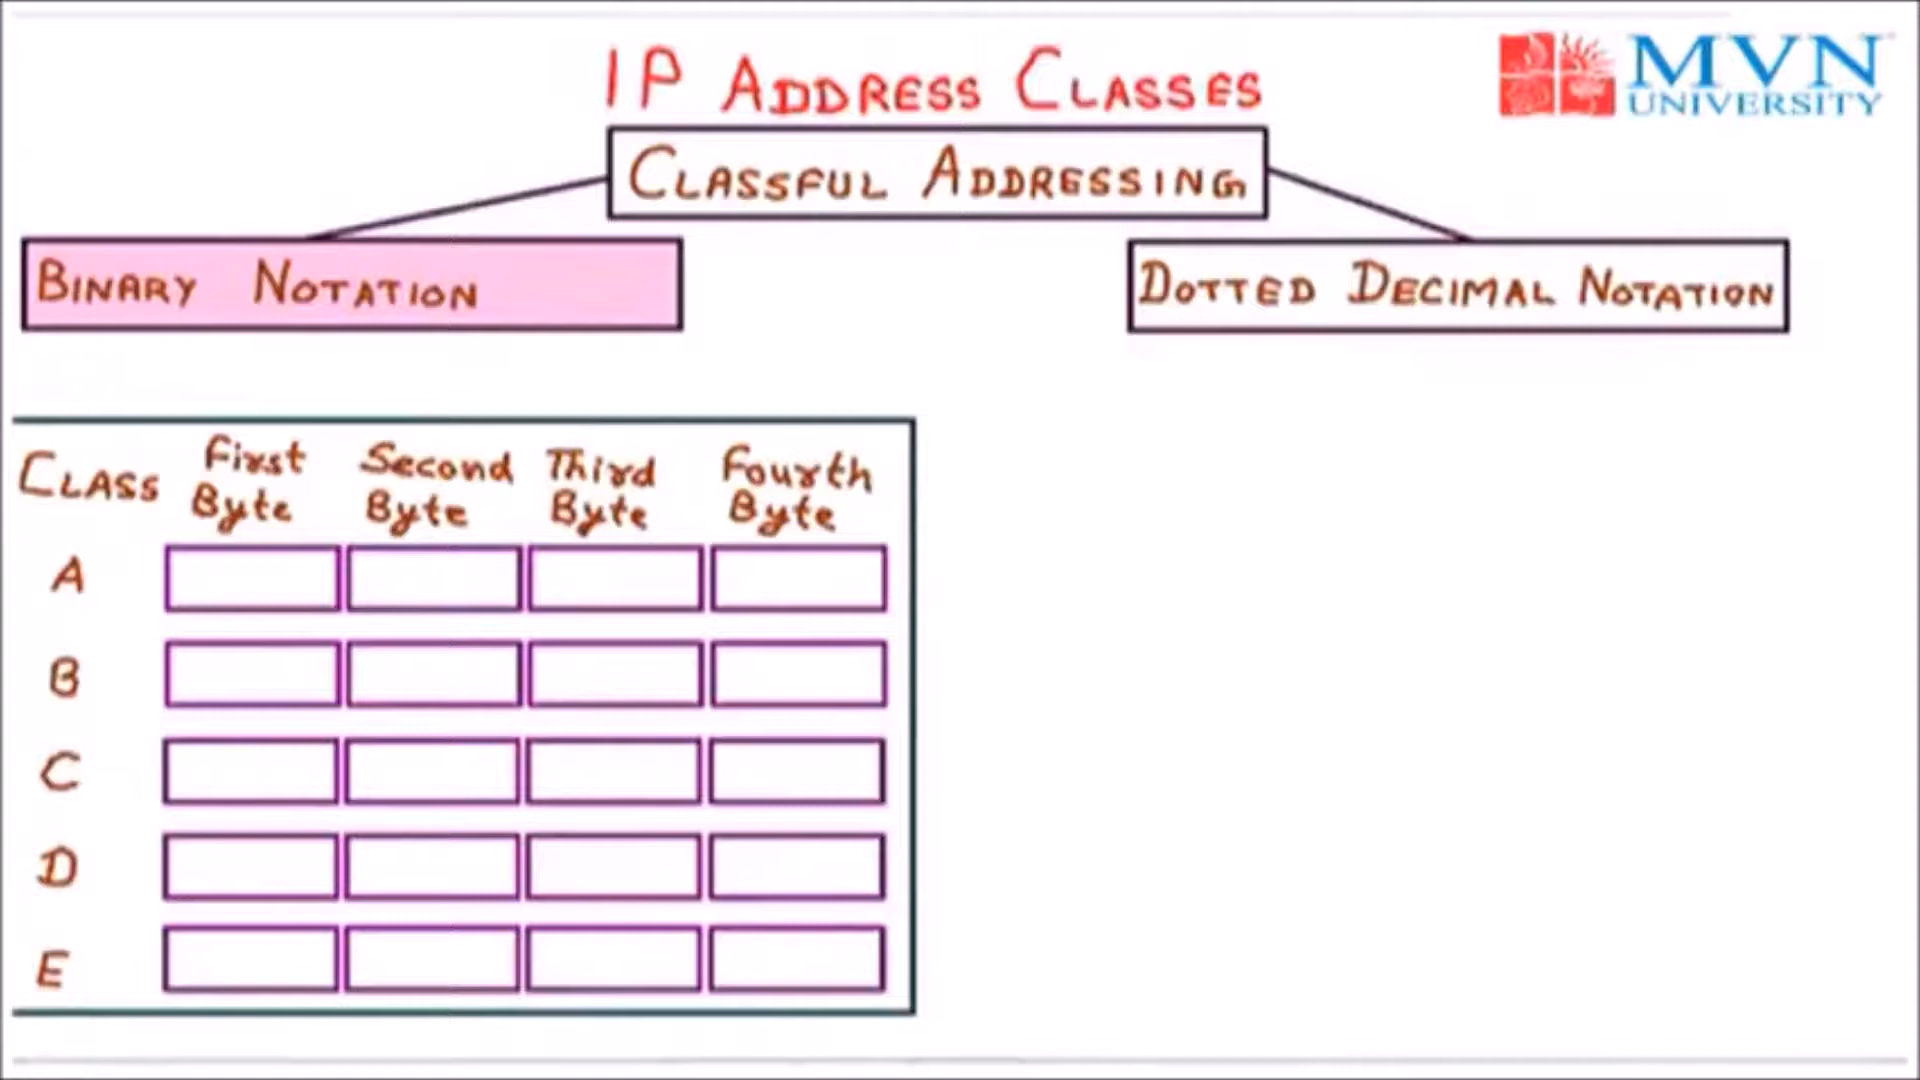 IP ADDRESS CLASSES
MVN
UNIVERSITY
CLASSFUL ADDRESSING
BINARY NOTATION
DOTTED DECIMAL NOTATION
CLASS First Byte Second Byte Third Byte Fourth Byte
A
B
C
D
E